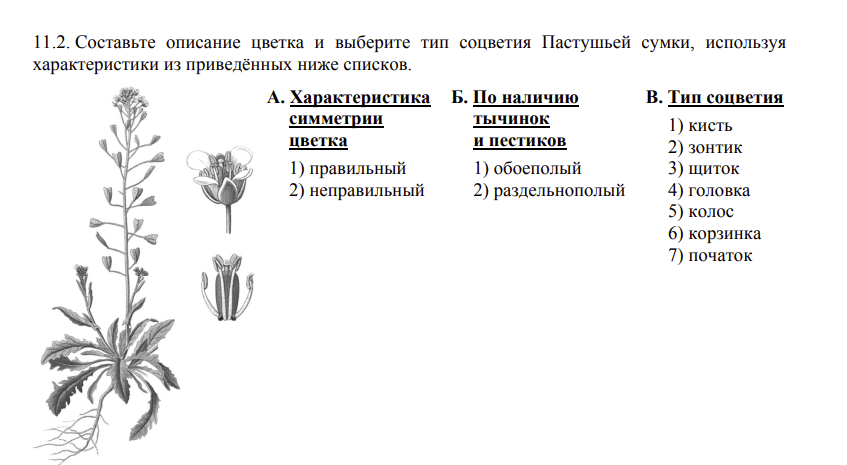 11.2. Составьте описание цветка и выберите тип соцветия Пастушьей сумки, используя
характеристики из приведённых ниже списков.
А. Характеристика
симметрии
цветка
1) правильный
2) неправильный
Б. По наличию
тычинок
и пестиков
1) обоеполый
2) раздельнополый
В. Тип соцветия
1) кисть
2) зонтик
3) щиток
4) головка
5) колос
6) корзинка
7) початок